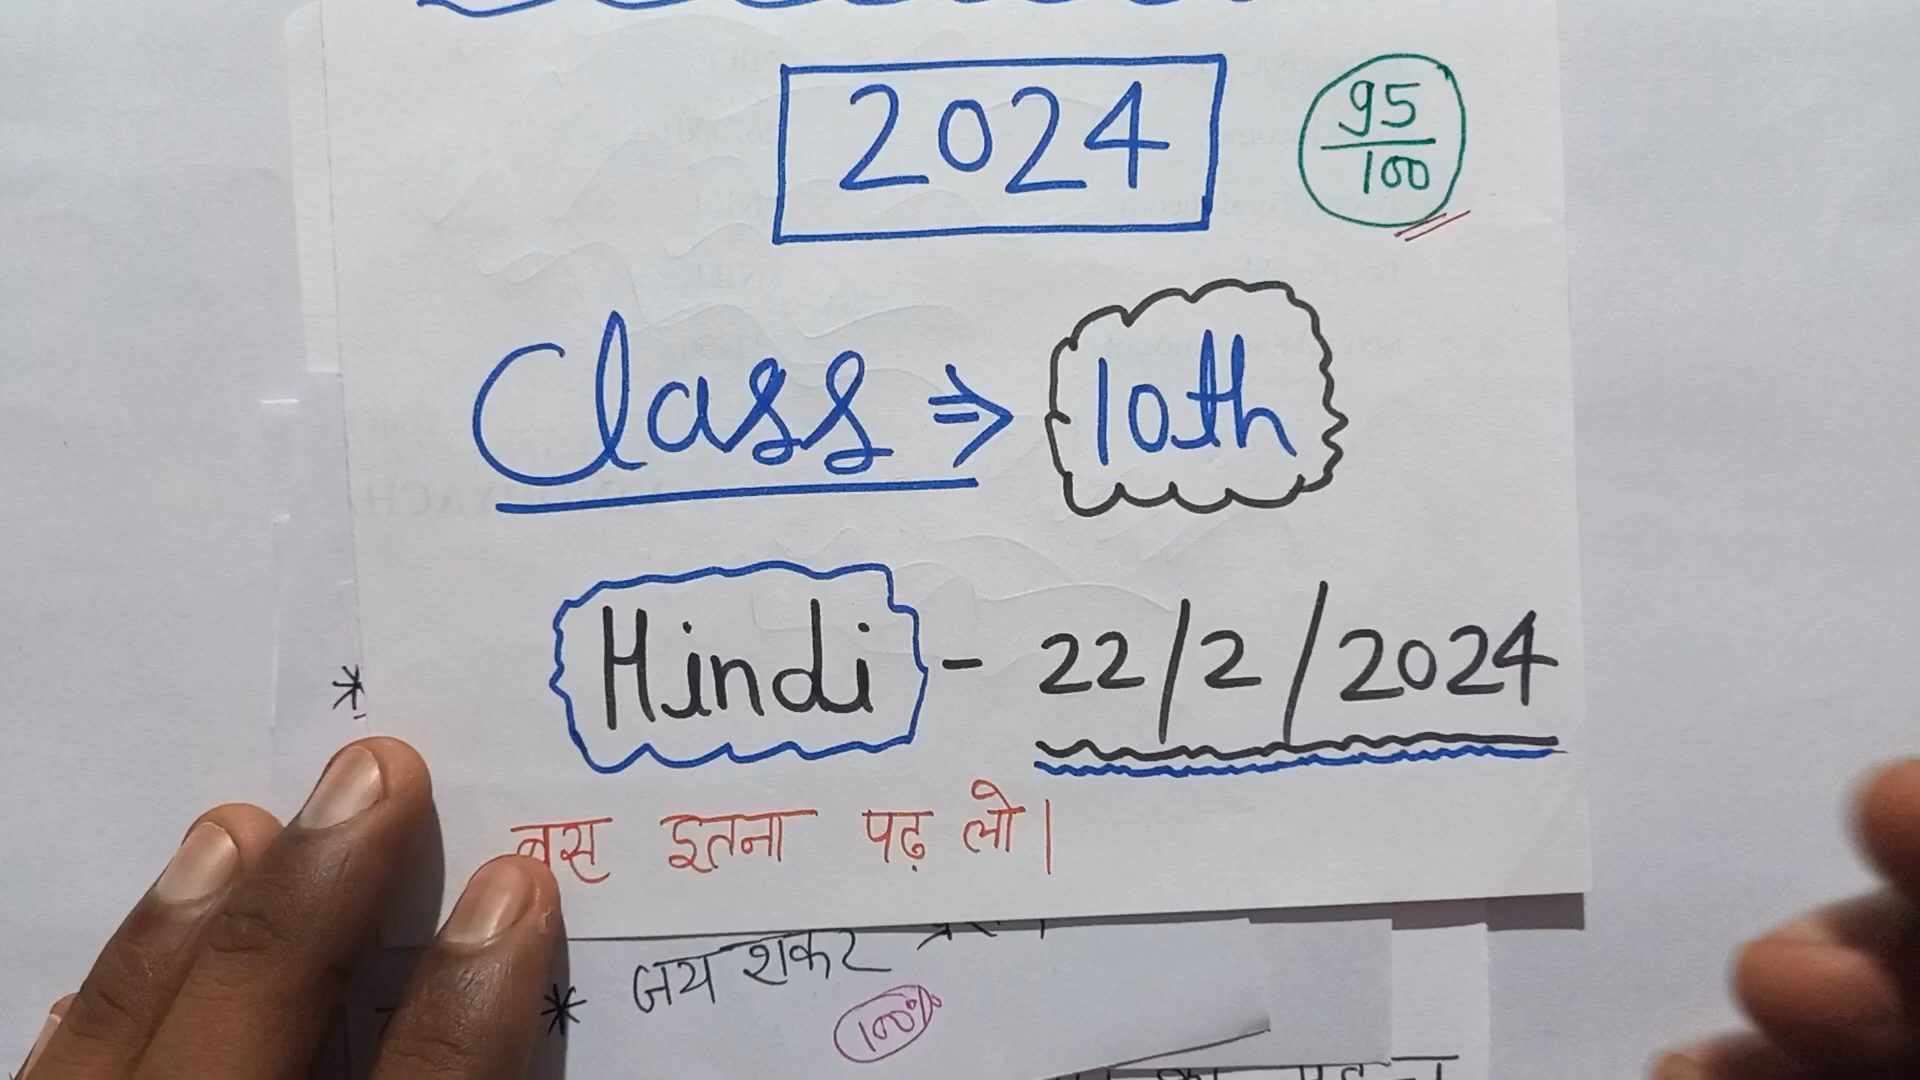 2024
95/100
Class ⇒ 10th
Hindi - 22/2/2024
बस इतना पढ़ लो।
* जय शंकर
100%